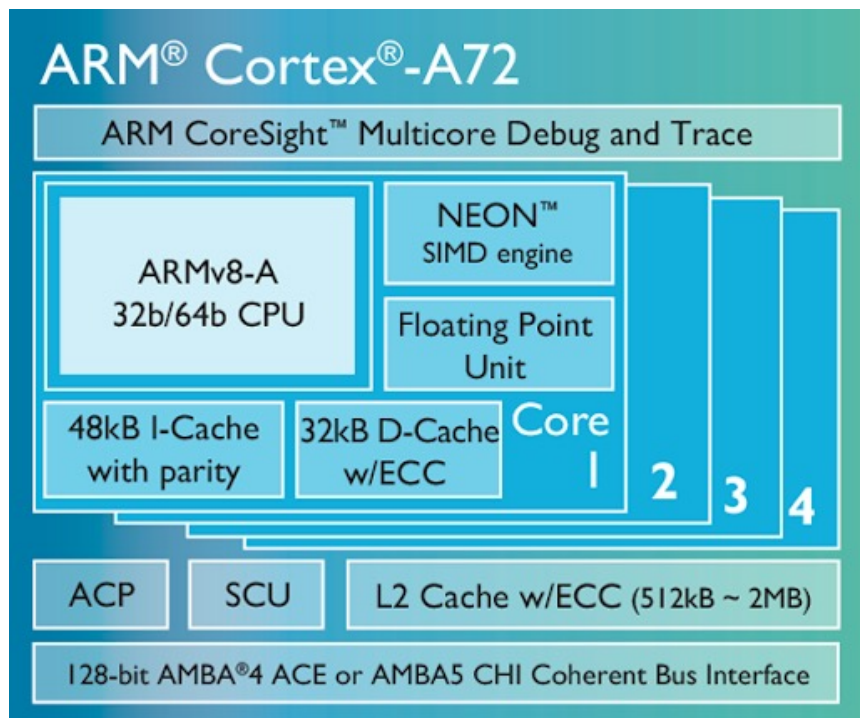 ARM® Cortex®-A72
ARM CoreSight™ Multicore Debug and Trace
ARMv8-A
32b/64b CPU
NEON™
SIMD engine
Floating Point
Unit
48kB I-Cache
with parity
32kB D-Cache
w/ECC
Core
1
2
3
4
ACP
SCU
L2 Cache w/ECC (512kB ~ 2MB)
128-bit AMBA®4 ACE or AMBA5 CHI Coherent Bus Interface